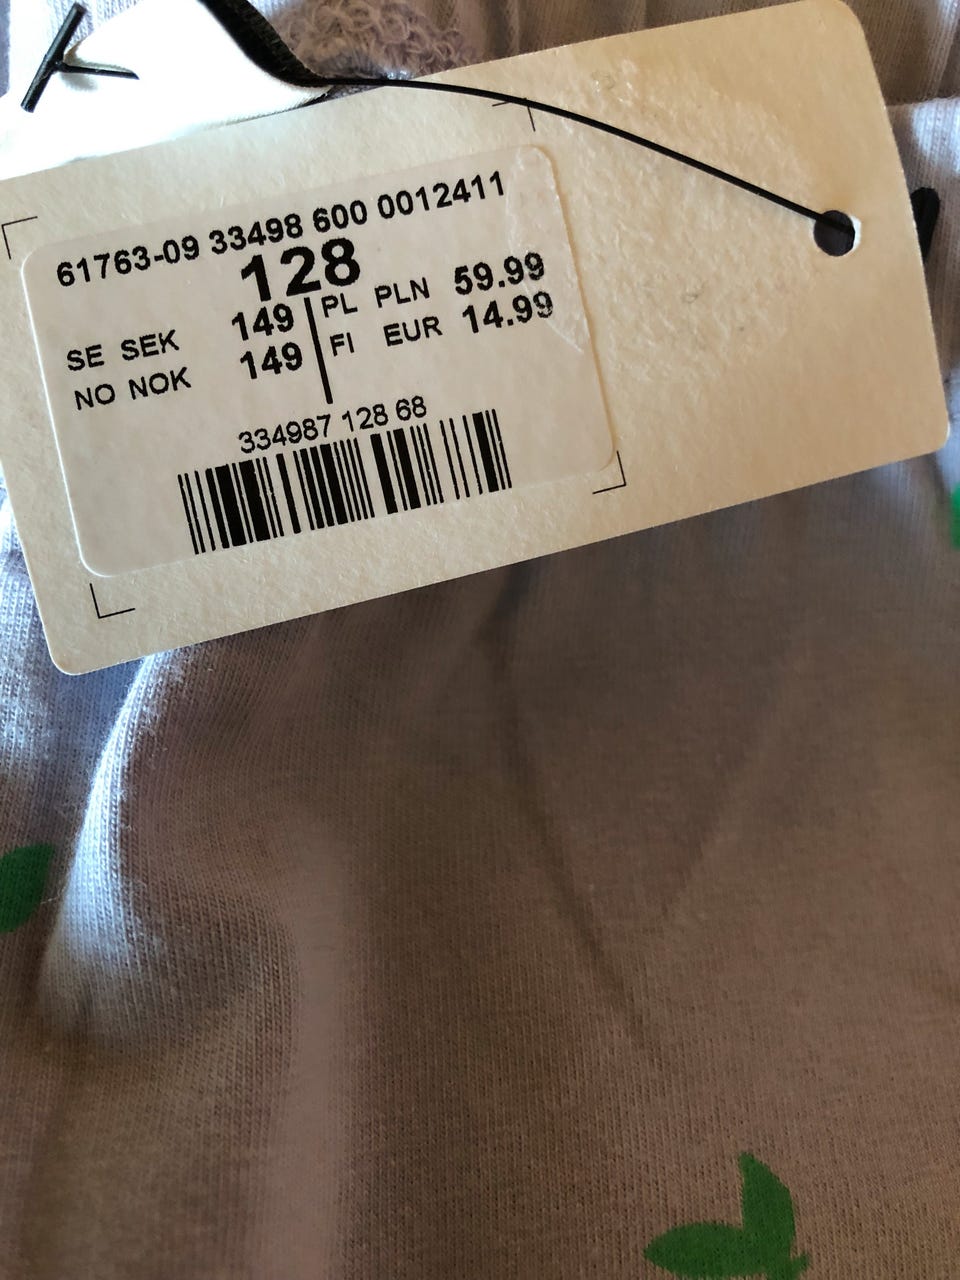 61763-09 33498 600 0012411
128
SE SEK 149 PL PLN 59.99
NO NOK 149 FI EUR 14.99
334987 128 68